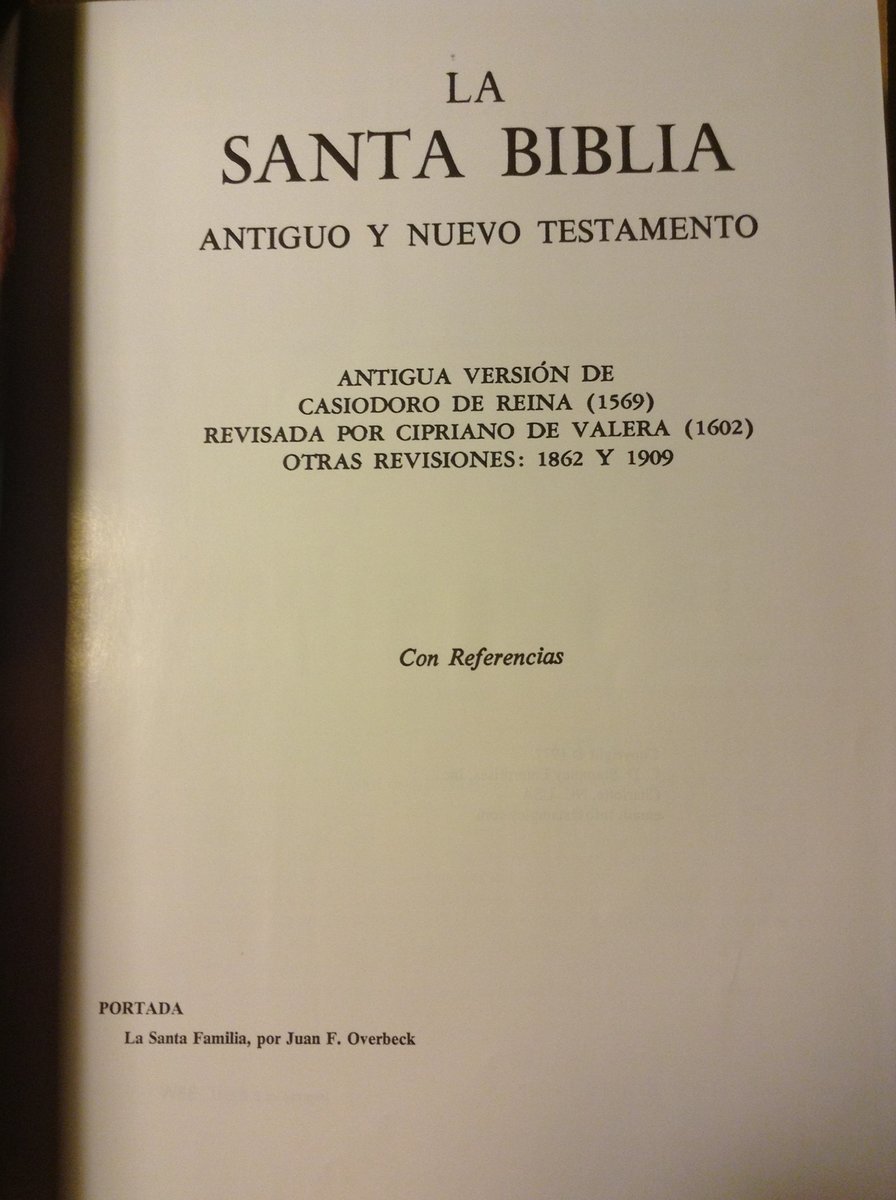 LA
SANTA BIBLIA
ANTIGUO Y NUEVO TESTAMENTO
ANTIGUA VERSIÓN DE
CASIODORO DE REINA (1569)
REVISADA POR CIPRIANO DE VALERA (1602)
OTRAS REVISIONES: 1862 Y 1909
Con Referencias
PORTADA
La Santa Familia, por Juan F. Overbeck